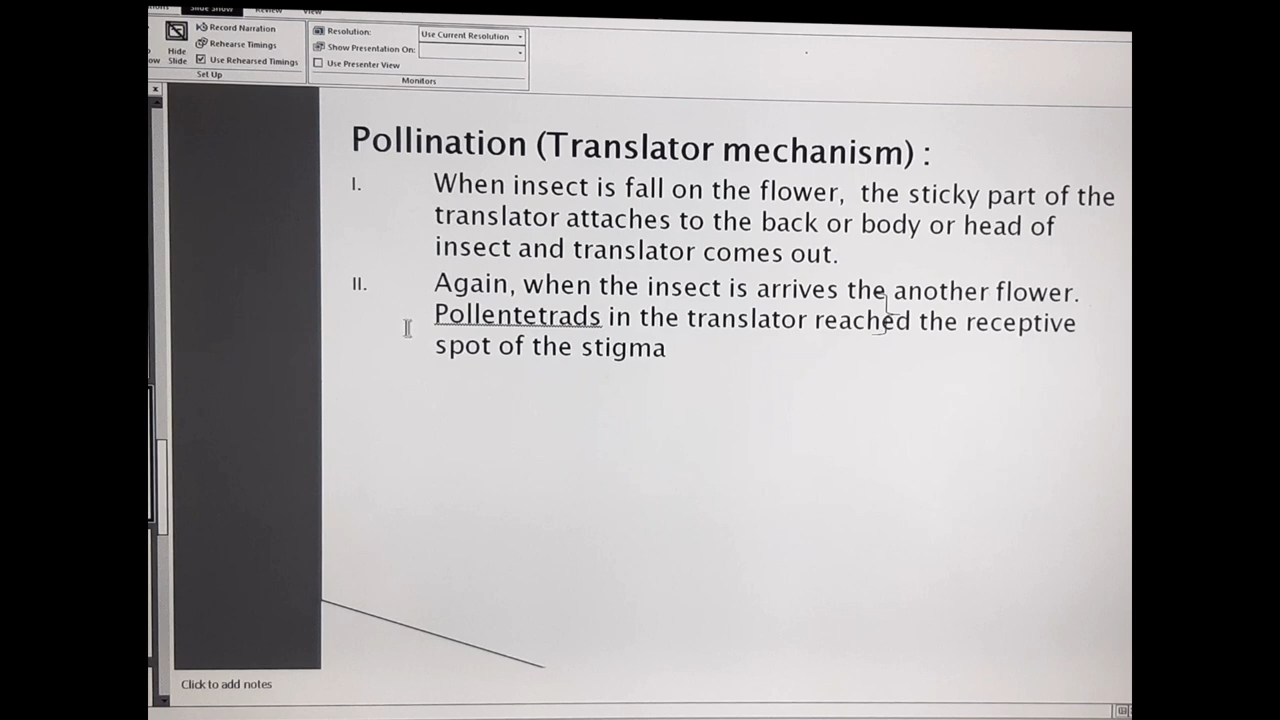 Slide Show Review View
Hide Slide
Record Narration
Rehearse Timings
Use Rehearsed Timings
Set Up
Resolution: Use Current Resolution
Show Presentation On:
Use Presenter View
Monitors
Pollination (Translator mechanism) :
I. When insect is fall on the flower, the sticky part of the
translator attaches to the back or body or head of
insect and translator comes out.
II. Again, when the insect is arrives the another flower.
Pollentetrads in the translator reached the receptive
spot of the stigma
Click to add notes